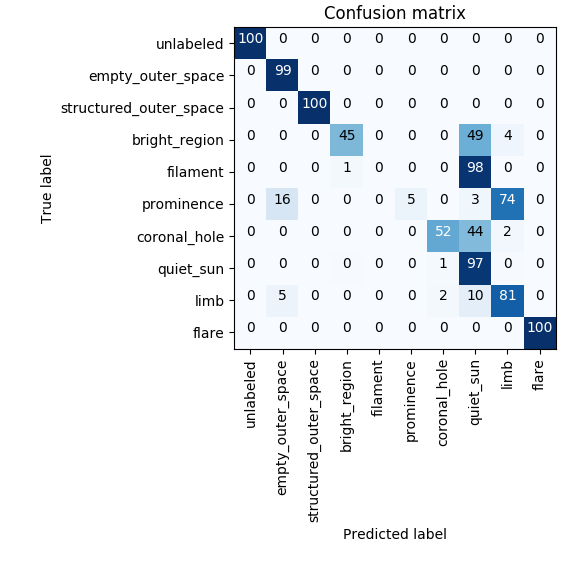 Confusion matrix
unlabeled 100 0 0 0 0 0 0 0 0 0
empty_outer_space 0 99 0 0 0 0 0 0 0 0
structured_outer_space 0 0 100 0 0 0 0 0 0 0
bright_region 0 0 0 45 0 0 0 49 4 0
filament 0 0 0 1 0 0 0 98 0 0
prominence 0 16 0 0 0 5 0 3 74 0
coronal_hole 0 0 0 0 0 0 52 44 2 0
quiet_sun 0 0 0 0 0 0 1 97 0 0
limb 0 5 0 0 0 0 2 10 81 0
flare 0 0 0 0 0 0 0 0 0 100
True label
unlabeled
empty_outer_space
structured_outer_space
bright_region
filament
prominence
coronal_hole
quiet_sun
limb
flare
Predicted label